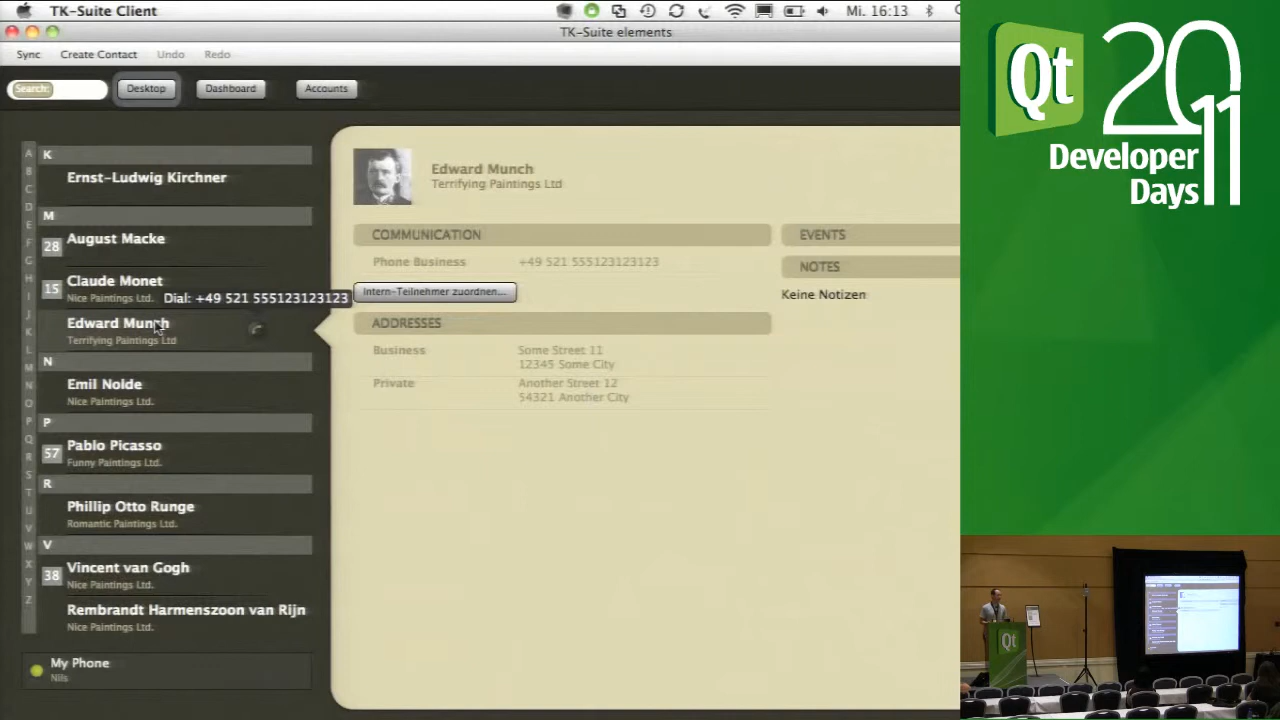 TK-Suite Client
Mi. 16:13
TK-Suite elements
Sync
Create Contact
Undo
Redo
Search:
Desktop
Dashboard
Accounts
A
B
C
D
E
F
G
H
I
J
K
L
M
N
O
P
Q
R
S
T
U
V
W
X
Y
Z
K
Ernst-Ludwig Kirchner
M
28
August Macke
15
Claude Monet
Nice Paintings Ltd.
Dial: +49 521 555123123123
Edward Munch
Terrifying Paintings Ltd
N
Emil Nolde
Nice Paintings Ltd.
P
57
Pablo Picasso
Funny Paintings Ltd.
R
Phillip Otto Runge
Romantic Paintings Ltd.
V
38
Vincent van Gogh
Nice Paintings Ltd.
Rembrandt Harmenszoon van Rijn
Nice Paintings Ltd.
My Phone
Nils
Edward Munch
Terrifying Paintings Ltd
COMMUNICATION
Phone Business
+49 521 555123123123
Intern-Teilnehmer zuordnen...
ADDRESSES
Business
Some Street 11
12345 Some City
Private
Another Street 12
54321 Another City
EVENTS
NOTES
Keine Notizen
Qt
2011
Developer
Days
Qt